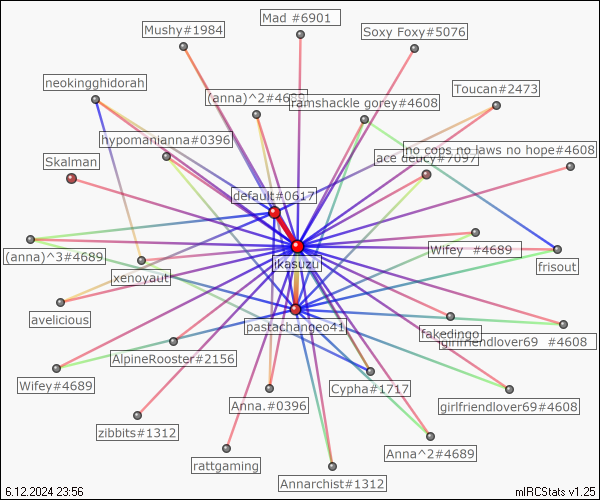 Mad #6901
Mushy#1984
Soxy Foxy#5076
neokingghidorah
Toucan#2473
(anna)^2#4689
ramshackle gorey#4608
hypomanianna#0396
no cops no laws no hope#4608
ace deucy#7097
Skalman
default#0617
(anna)^3#4689
Wifey #4689
ikasuzu
frisout
xenoyaut
avelicious
pastachangeo41
fakedingo
girlfriendlover69 #4608
AlpineRooster#2156
Wifey#4689
Cypha#1717
Anna.#0396
girlfriendlover69#4608
zibbits#1312
Anna^2#4689
rattgaming
Annarchist#1312
6.12.2024 23:56
mIRCStats v1.25